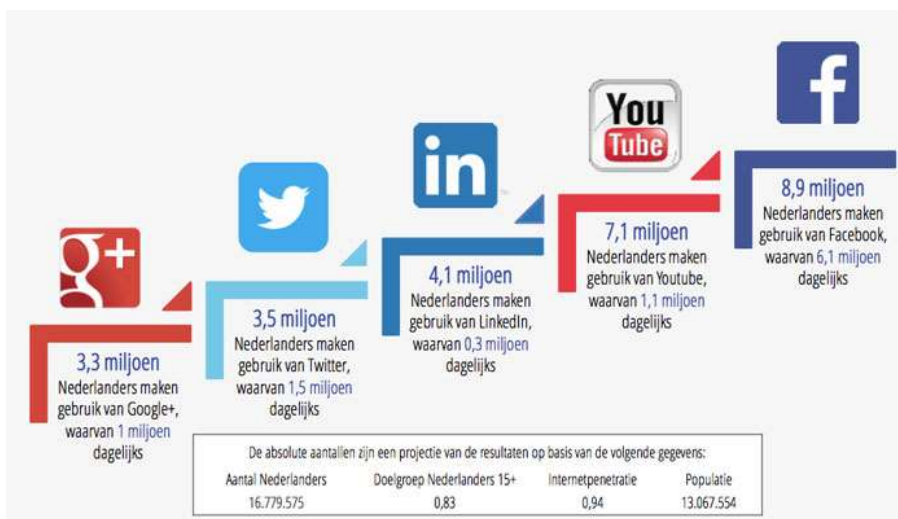 g+
3,3 miljoen
Nederlanders maken
gebruik van Google+,
waarvan 1 miljoen
dagelijks
3,5 miljoen
Nederlanders maken
gebruik van Twitter,
waarvan 1,5 miljoen
dagelijks
in
4,1 miljoen
Nederlanders maken
gebruik van LinkedIn,
waarvan 0,3 miljoen
dagelijks
You
Tube
7,1 miljoen
Nederlanders maken
gebruik van Youtube,
waarvan 1,1 miljoen
dagelijks
f
8,9 miljoen
Nederlanders maken
gebruik van Facebook,
waarvan 6,1 miljoen
dagelijks
De absolute aantallen zijn een projectie van de resultaten op basis van de volgende gegevens:
Aantal Nederlanders Doelgroep Nederlanders 15+ Internetpenetratie Populatie
16.779.575 0,83 0,94 13.067.554